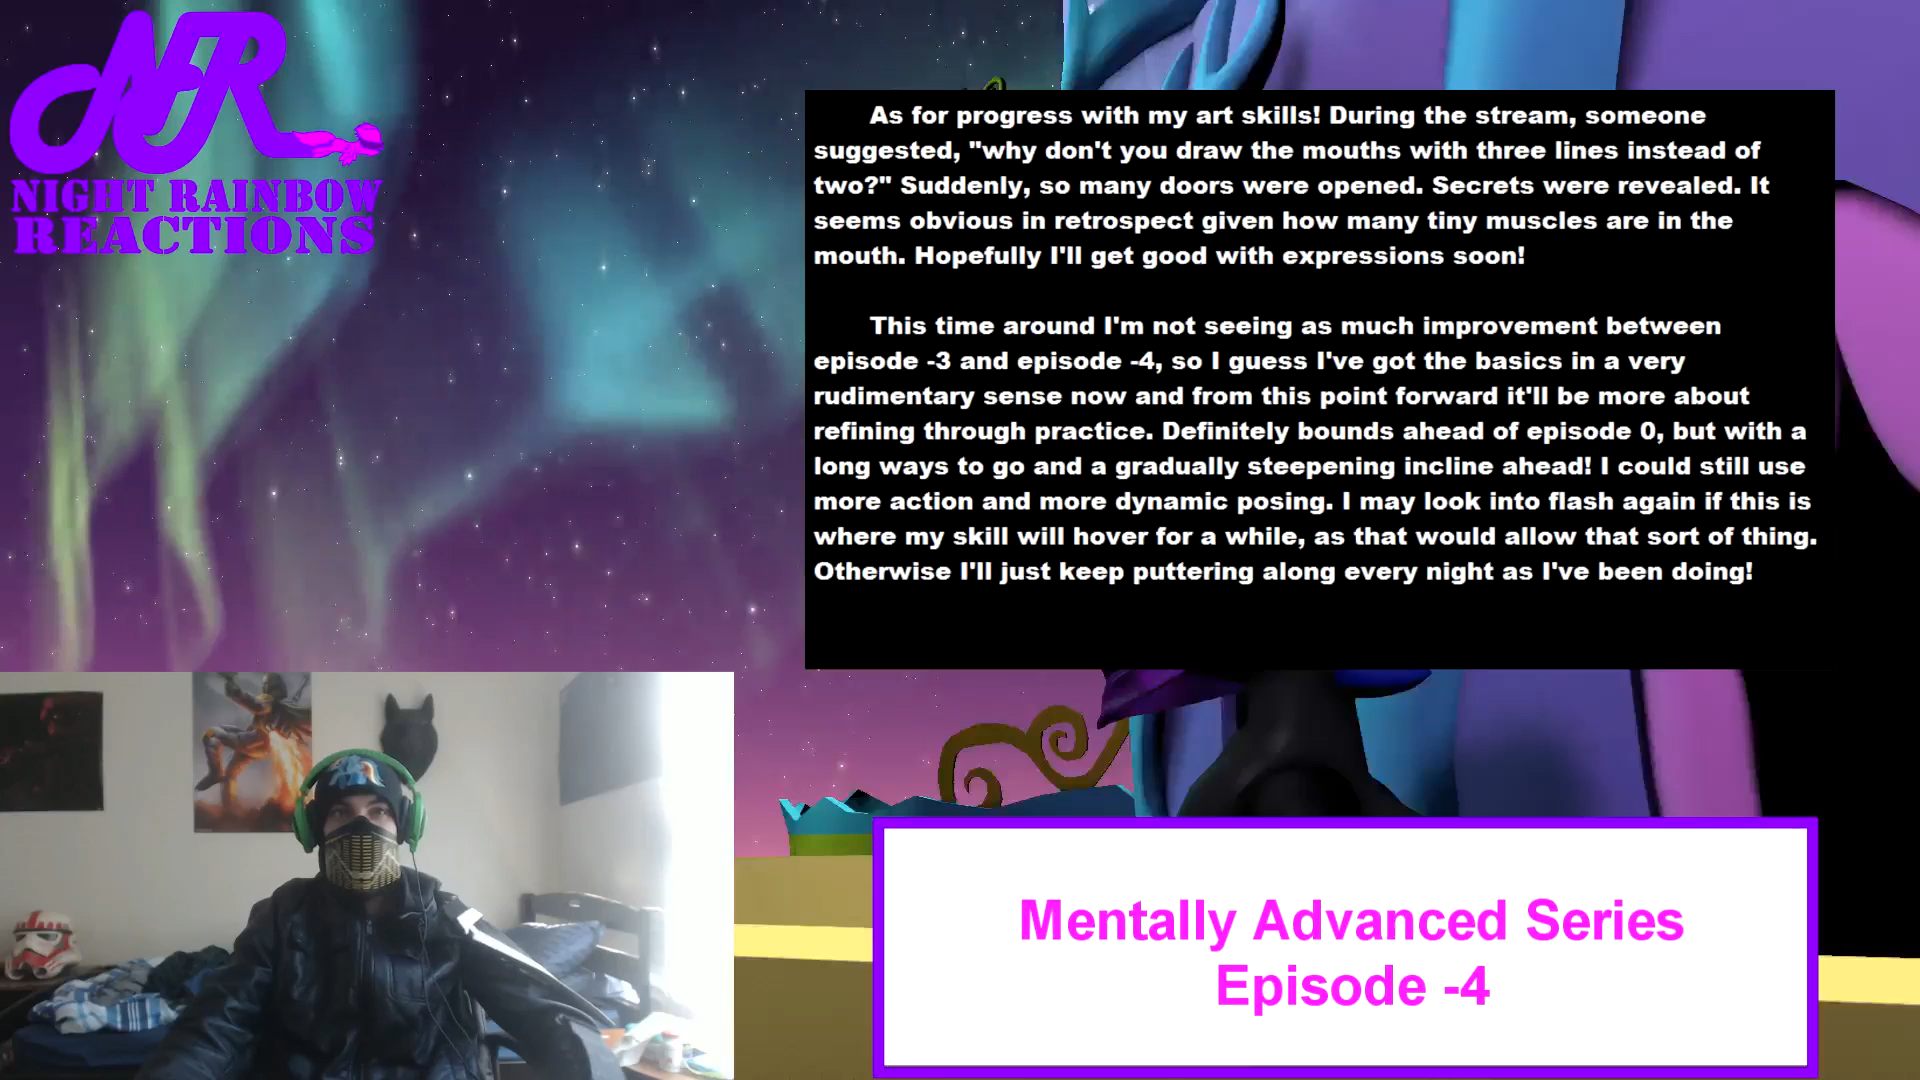 NR
NIGHT RAINBOW
REACTIONS
As for progress with my art skills! During the stream, someone
suggested, "why don't you draw the mouths with three lines instead of
two?" Suddenly, so many doors were opened. Secrets were revealed. It
seems obvious in retrospect given how many tiny muscles are in the
mouth. Hopefully I'll get good with expressions soon!
This time around I'm not seeing as much improvement between
episode -3 and episode -4, so I guess I've got the basics in a very
rudimentary sense now and from this point forward it'll be more about
refining through practice. Definitely bounds ahead of episode 0, but with a
long ways to go and a gradually steepening incline ahead! I could still use
more action and more dynamic posing. I may look into flash again if this is
where my skill will hover for a while, as that would allow that sort of thing.
Otherwise I'll just keep puttering along every night as I've been doing!
Mentally Advanced Series
Episode -4